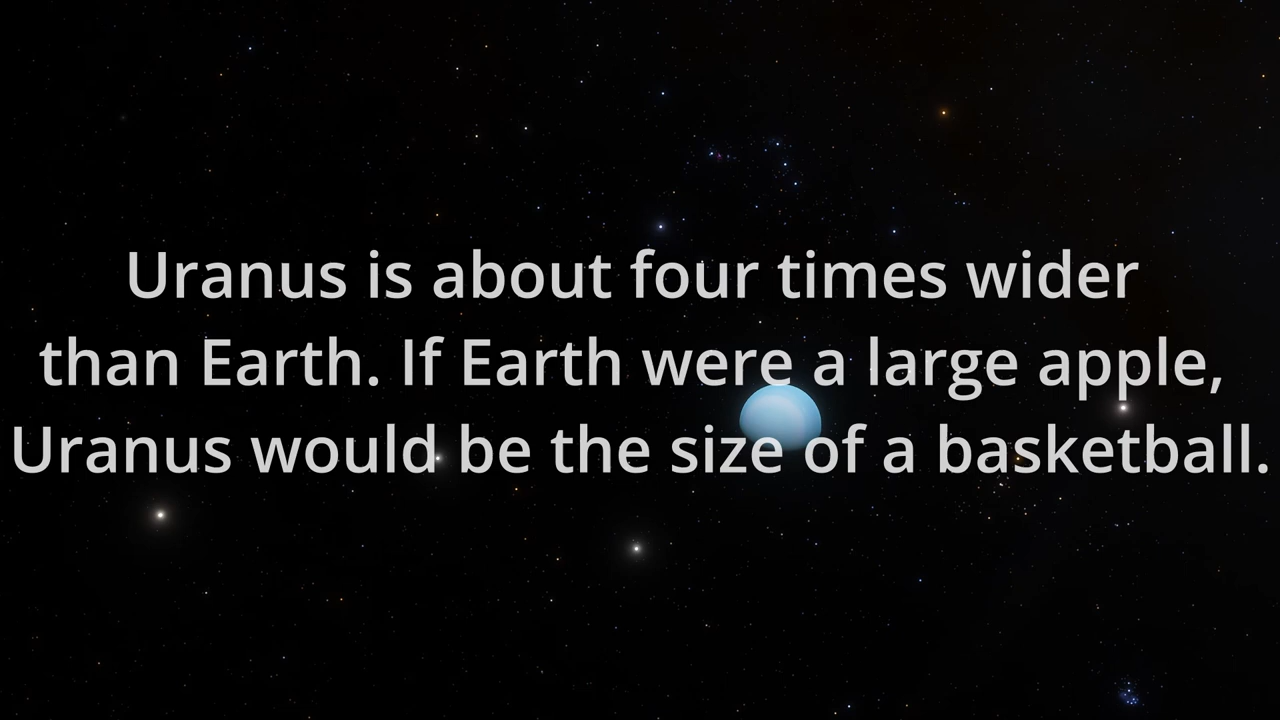 Uranus is about four times wider
than Earth. If Earth were a large apple,
Uranus would be the size of a basketball.